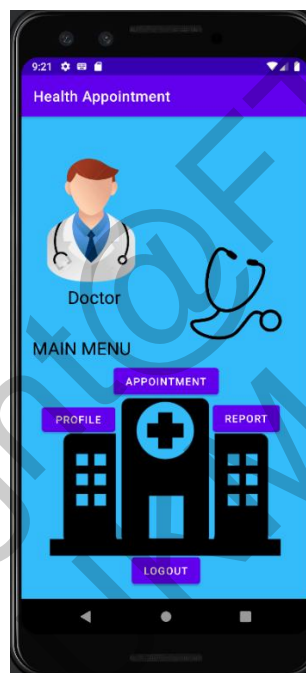 9:21
Health Appointment
Doctor
MAIN MENU
APPOINTMENT
PROFILE
REPORT
LOGOUT